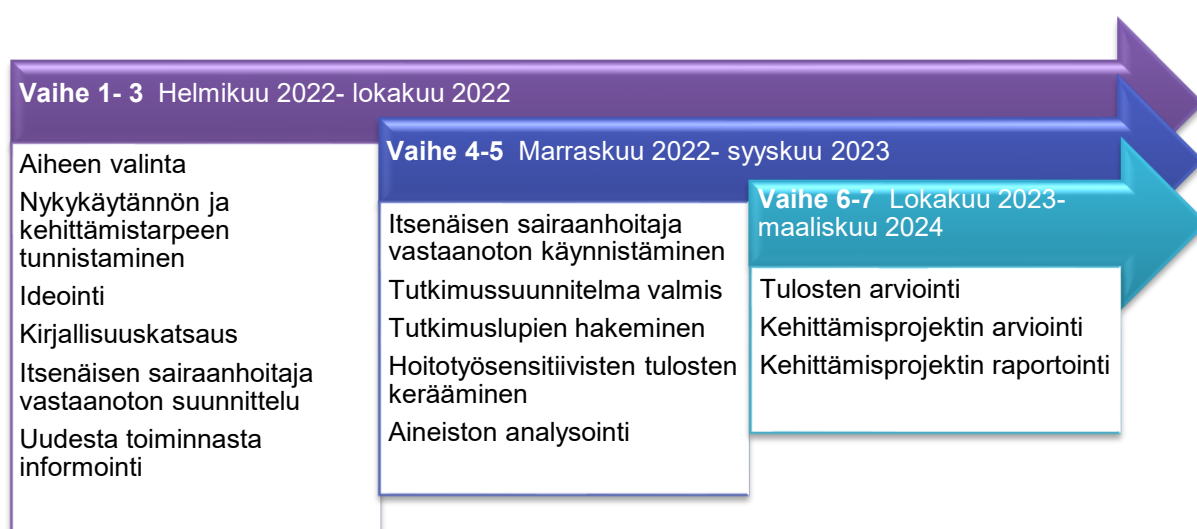 Vaihe 1- 3  Helmikuu 2022- lokakuu 2022
Aiheen valinta
Nykykäytännön ja
kehittämistarpeen
tunnistaminen
Ideointi
Kirjallisuuskatsaus
Itsenäisen sairaanhoitaja
vastaanoton suunnittelu
Uudesta toiminnasta
informointi
Vaihe 4-5  Marraskuu 2022- syyskuu 2023
Itsenäisen sairaanhoitaja
vastaanoton käynnistäminen
Tutkimussuunnitelma valmis
Tutkimuslupien hakeminen
Hoitotyösensitiivisten tulosten
kerääminen
Aineiston analysointi
Vaihe 6-7  Lokakuu 2023-
maaliskuu 2024
Tulosten arviointi
Kehittämisprojektin arviointi
Kehittämisprojektin raportointi